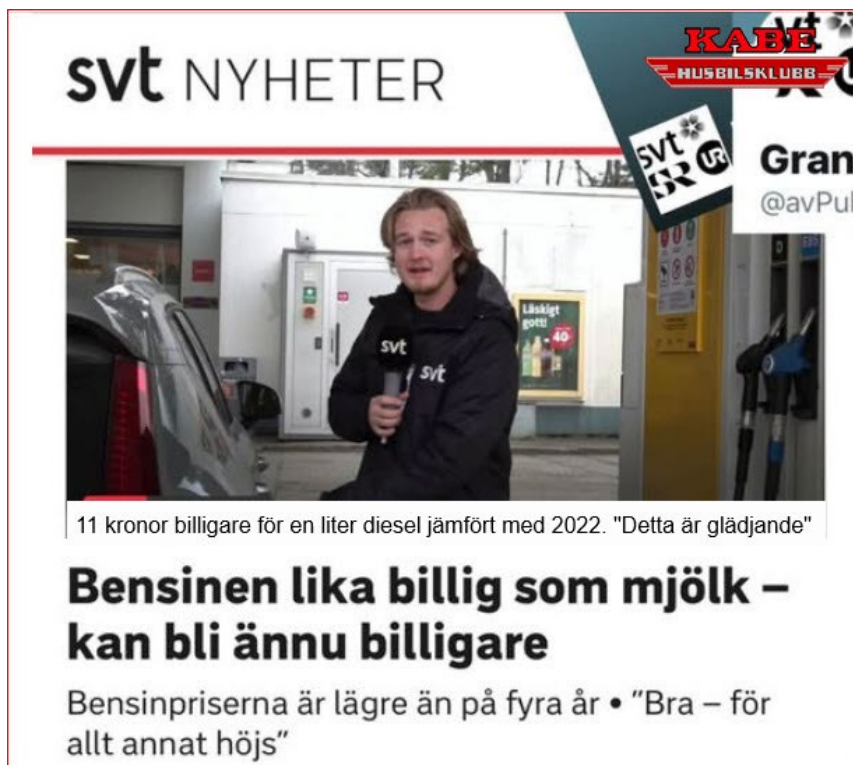 svt NYHETER
KABE
HUSBILSKLUBB
svt
SR UR
Gran
@avPul
Läskigt
gott!
40
svt
svt
11 kronor billigare för en liter diesel jämfört med 2022. "Detta är glädjande"
Bensinen lika billig som mjölk –
kan bli ännu billigare
Bensinpriserna är lägre än på fyra år • ”Bra – för
allt annat höjs”